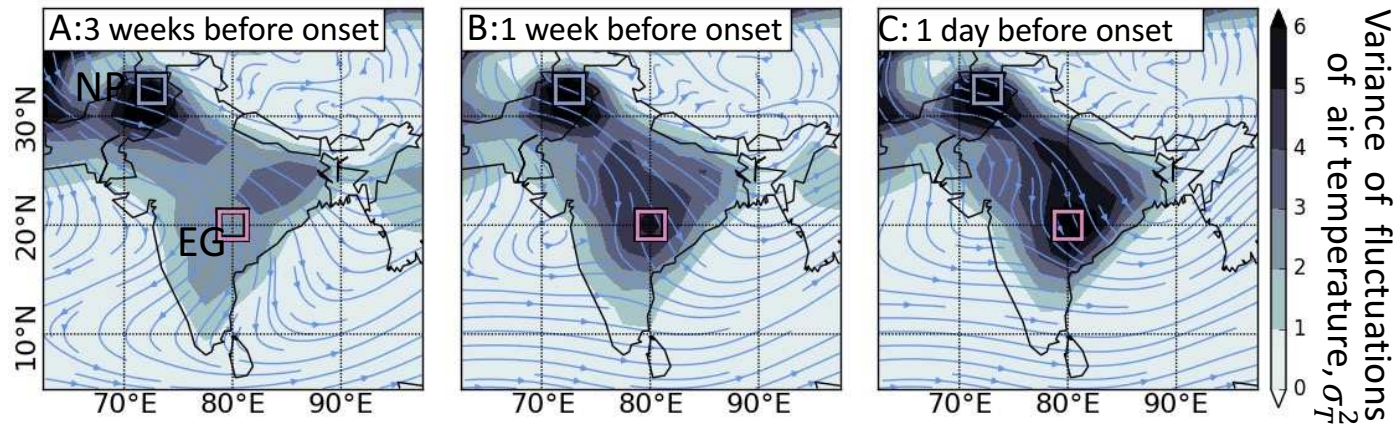 A:3 weeks before onset
B:1 week before onset
C: 1 day before onset
NP
EG
30°N
20°N
10°N
70°E 80°E 90°E
70°E 80°E 90°E
70°E 80°E 90°E
6
5
4
3
2
1
0
Variance of fluctuations
of air temperature, σ²_T